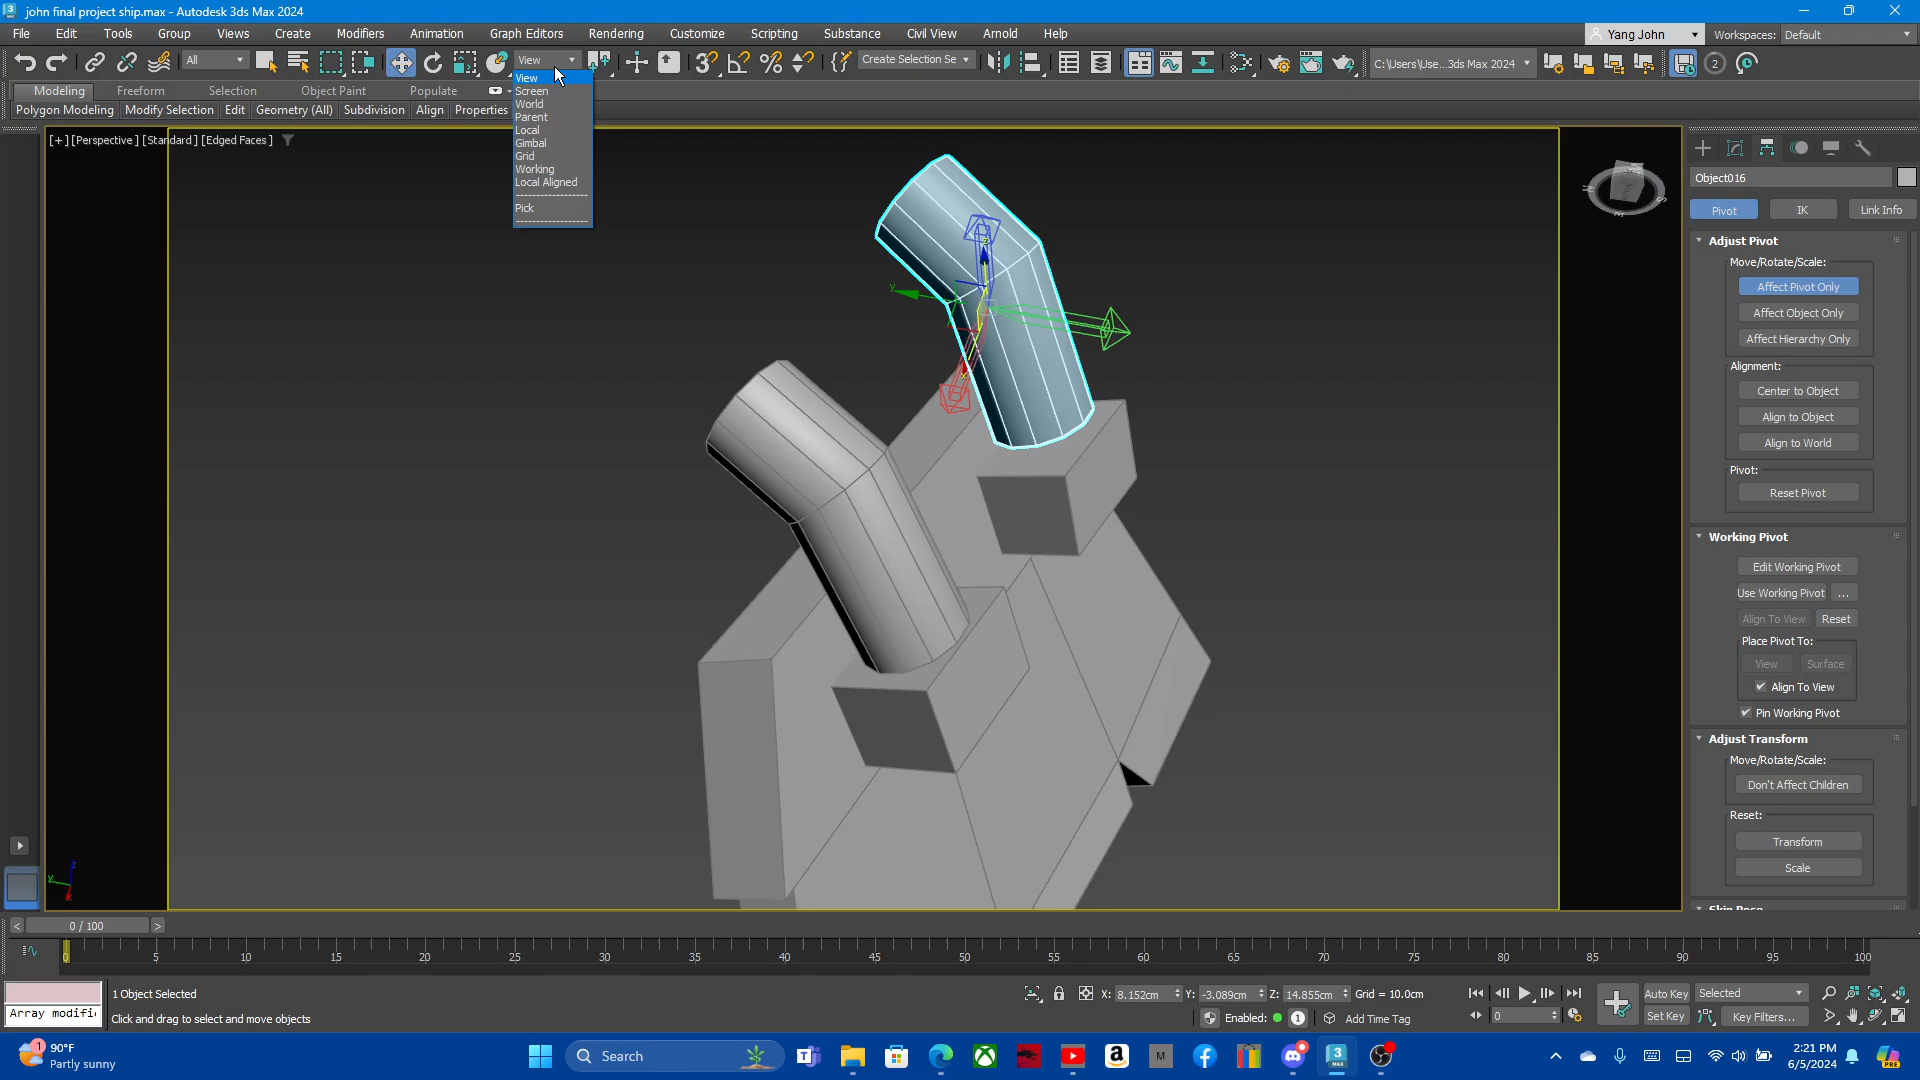 john final project ship.max - Autodesk 3ds Max 2024
File Edit Tools Group Views Create Modifiers Animation Graph Editors Rendering Customize Scripting Substance Civil View Arnold Help
Yang John Workspaces: Default
All View Create Selection Se C:\Users\Use...3ds Max 2024 2
Modeling Freeform Selection Object Paint Populate
Polygon Modeling Modify Selection Edit Geometry (All) Subdivision Align Properties
View
Screen
World
Parent
Local
Gimbal
Grid
Working
Local Aligned
Pick
[+] [Perspective] [Standard] [Edged Faces]
Object016
Pivot IK Link Info
Adjust Pivot
Move/Rotate/Scale:
Affect Pivot Only
Affect Object Only
Affect Hierarchy Only
Alignment:
Center to Object
Align to Object
Align to World
Pivot:
Reset Pivot
Working Pivot
Edit Working Pivot
Use Working Pivot ...
Align To View Reset
Place Pivot To:
View Surface
Align To View
Pin Working Pivot
Adjust Transform
Move/Rotate/Scale:
Don't Affect Children
Reset:
Transform
Scale
Skin Pose
y z x
z y x
< 0 / 100 >
0 5 10 15 20 25 30 35 40 45 50 55 60 65 70 75 80 85 90 95 100
1 Object Selected X: 8.152cm Y: -3.089cm Z: 14.855cm Grid = 10.0cm Auto Key Selected
Array modifi Click and drag to select and move objects Enabled: 1 Add Time Tag 0 Set Key Key Filters...
90°F
Partly sunny
1 Search
2:21 PM
6/5/2024